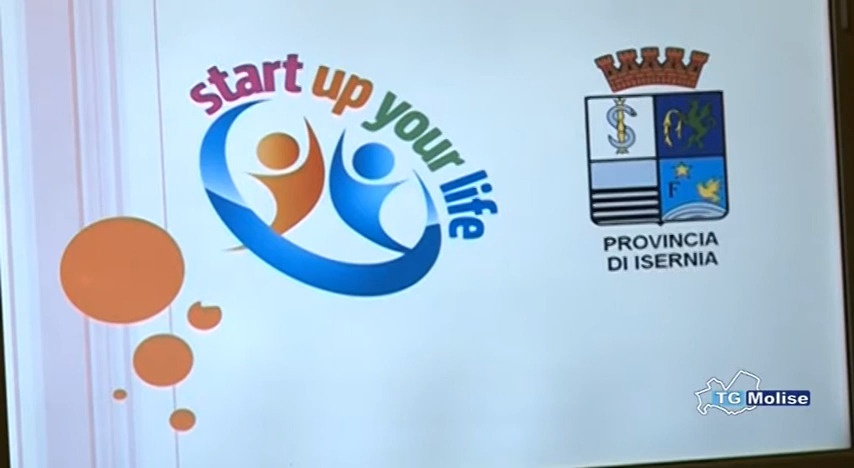 start up your life
PROVINCIA
DI ISERNIA
S
F
TG Molise